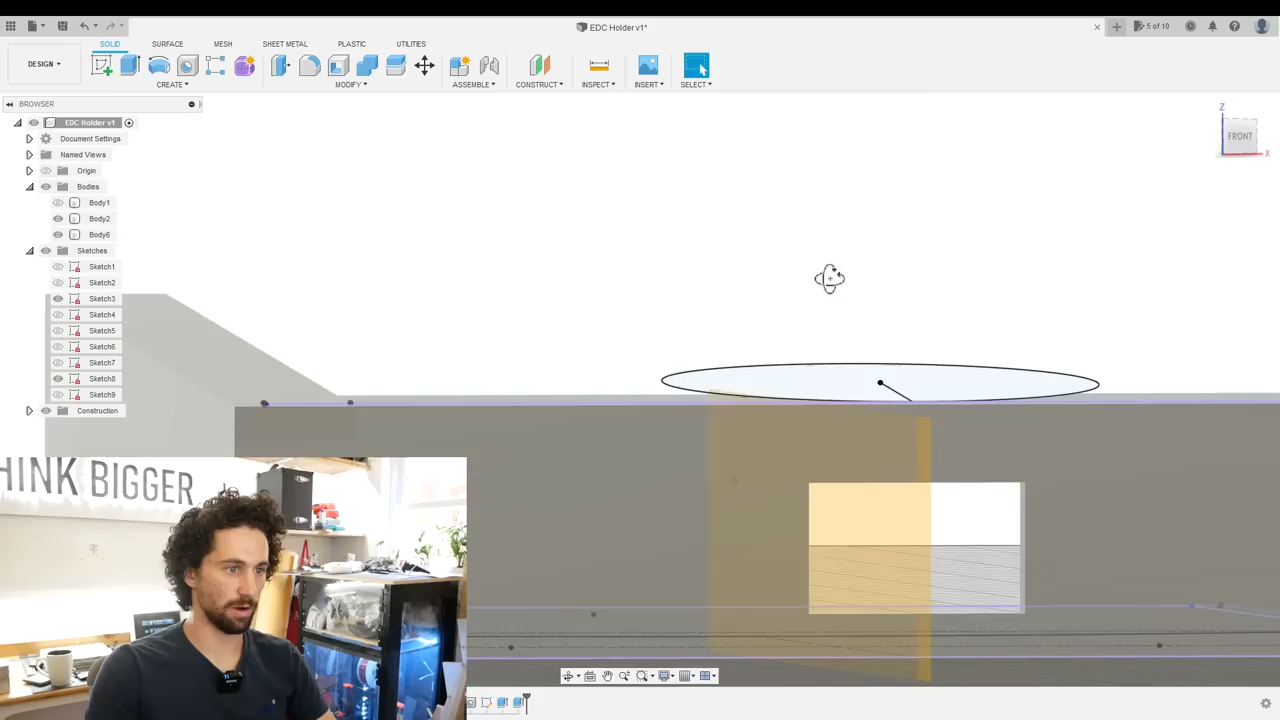 EDC Holder v1*
5 of 10
SOLID
SURFACE
MESH
SHEET METAL
PLASTIC
UTILITIES
DESIGN
CREATE
MODIFY
ASSEMBLE
CONSTRUCT
INSPECT
INSERT
SELECT
BROWSER
EDC Holder v1
Document Settings
Named Views
Origin
Bodies
Body1
Body2
Body6
Sketches
Sketch1
Sketch2
Sketch3
Sketch4
Sketch5
Sketch6
Sketch7
Sketch8
Sketch9
Construction
Z
FRONT
X
HINK BIGGER